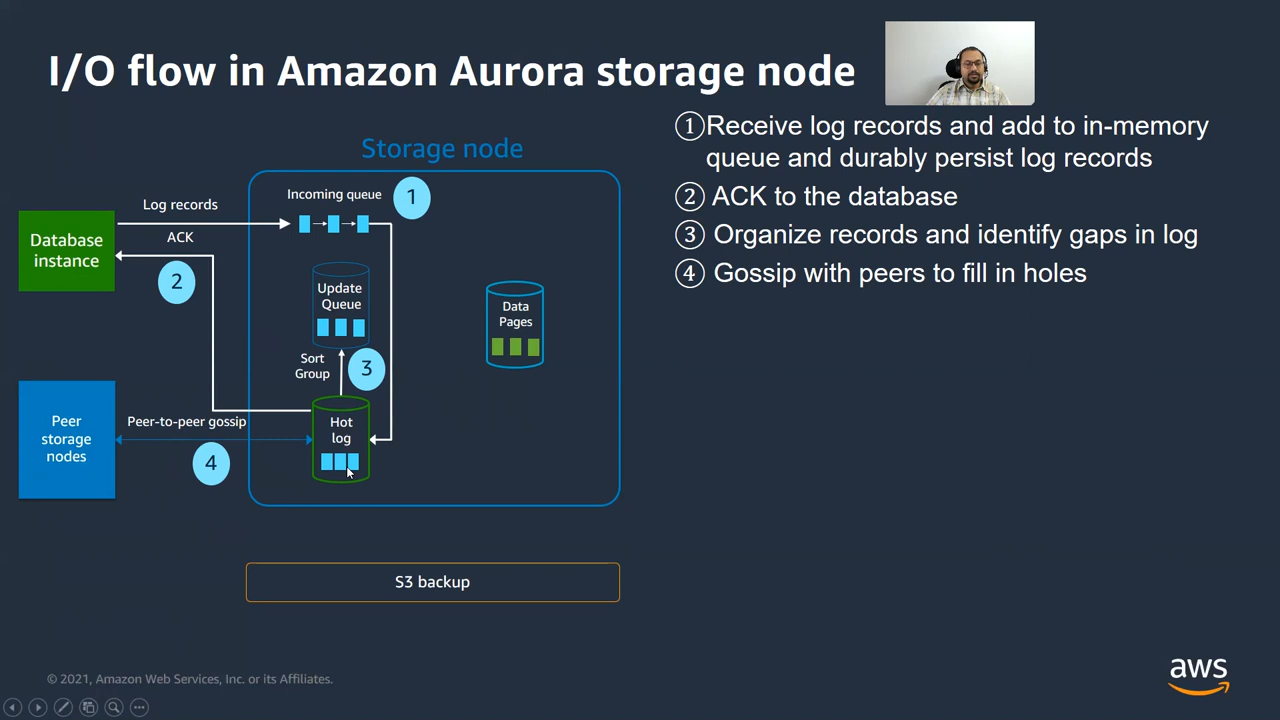 I/O flow in Amazon Aurora storage node
Storage node
Incoming queue
1
Log records
ACK
Database
instance
2
Update
Queue
Data
Pages
Sort
Group
3
Hot
log
Peer
storage
nodes
Peer-to-peer gossip
4
S3 backup
①Receive log records and add to in-memory
queue and durably persist log records
② ACK to the database
③ Organize records and identify gaps in log
④ Gossip with peers to fill in holes
© 2021, Amazon Web Services, Inc. or its Affiliates.
aws